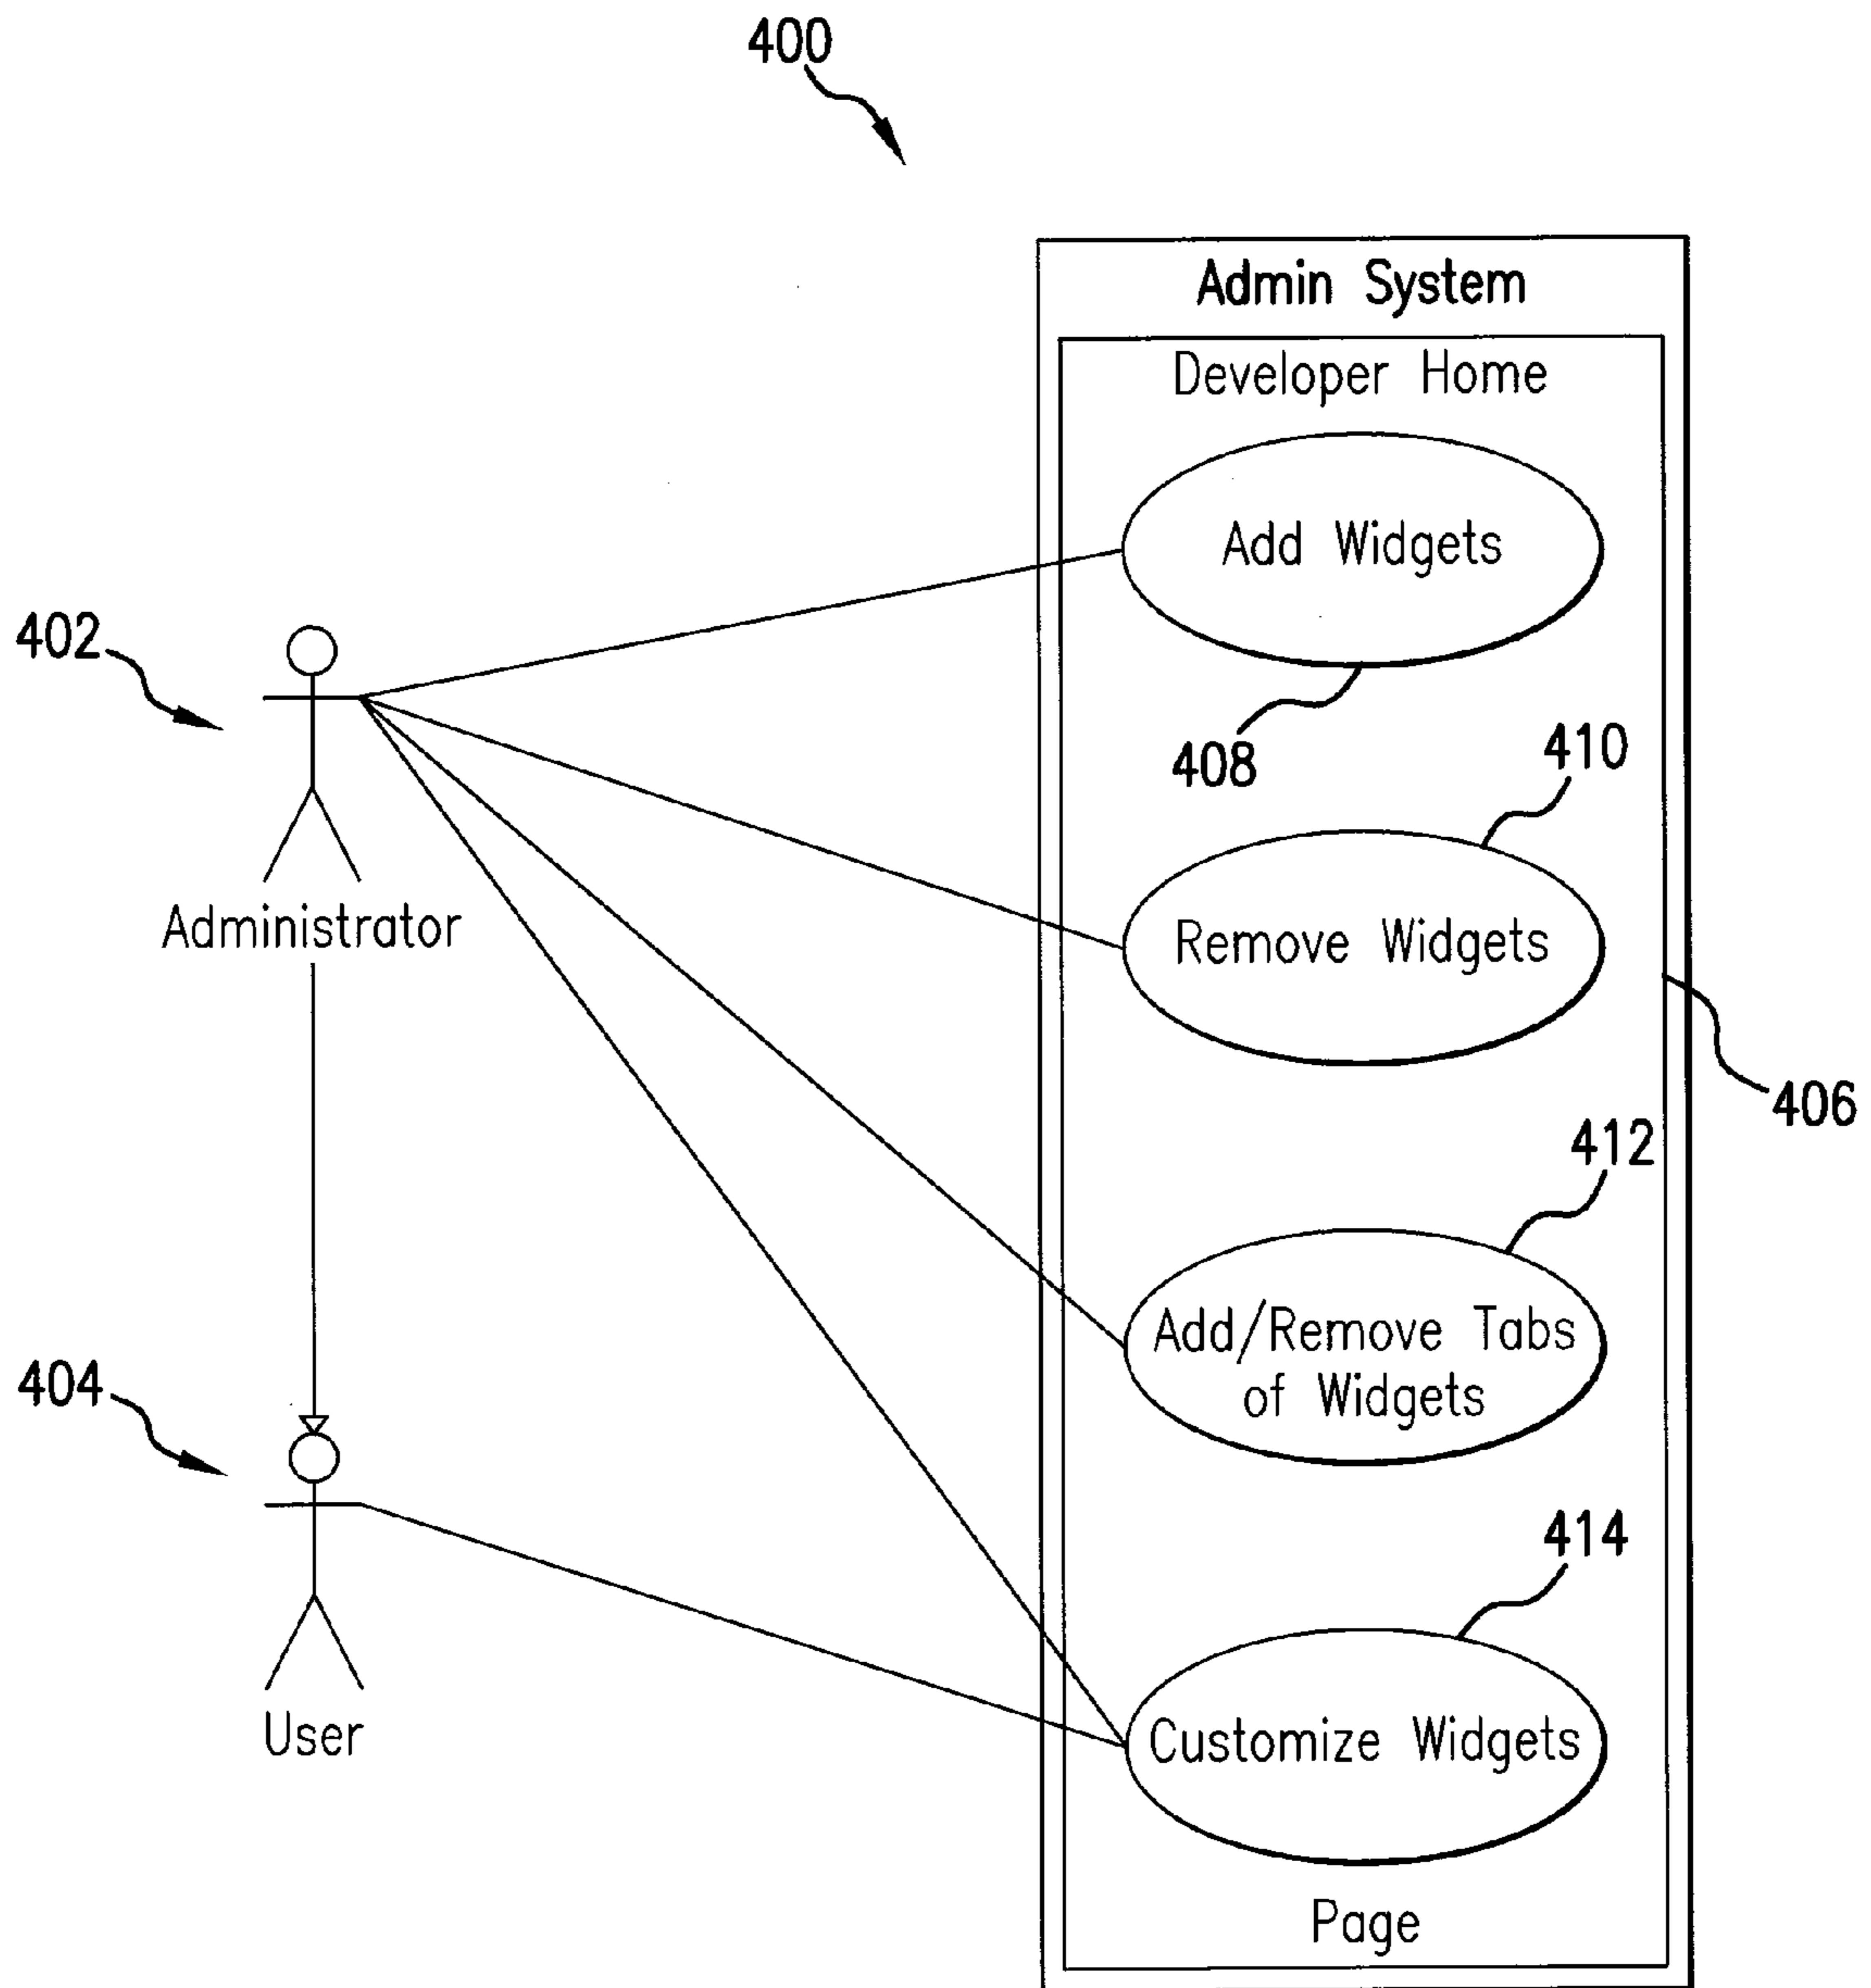 400
Admin System
Developer Home
Add Widgets
402
408
410
Administrator
Remove Widgets
406
412
Add/Remove Tabs
of Widgets
404
414
User
Customize Widgets
Page